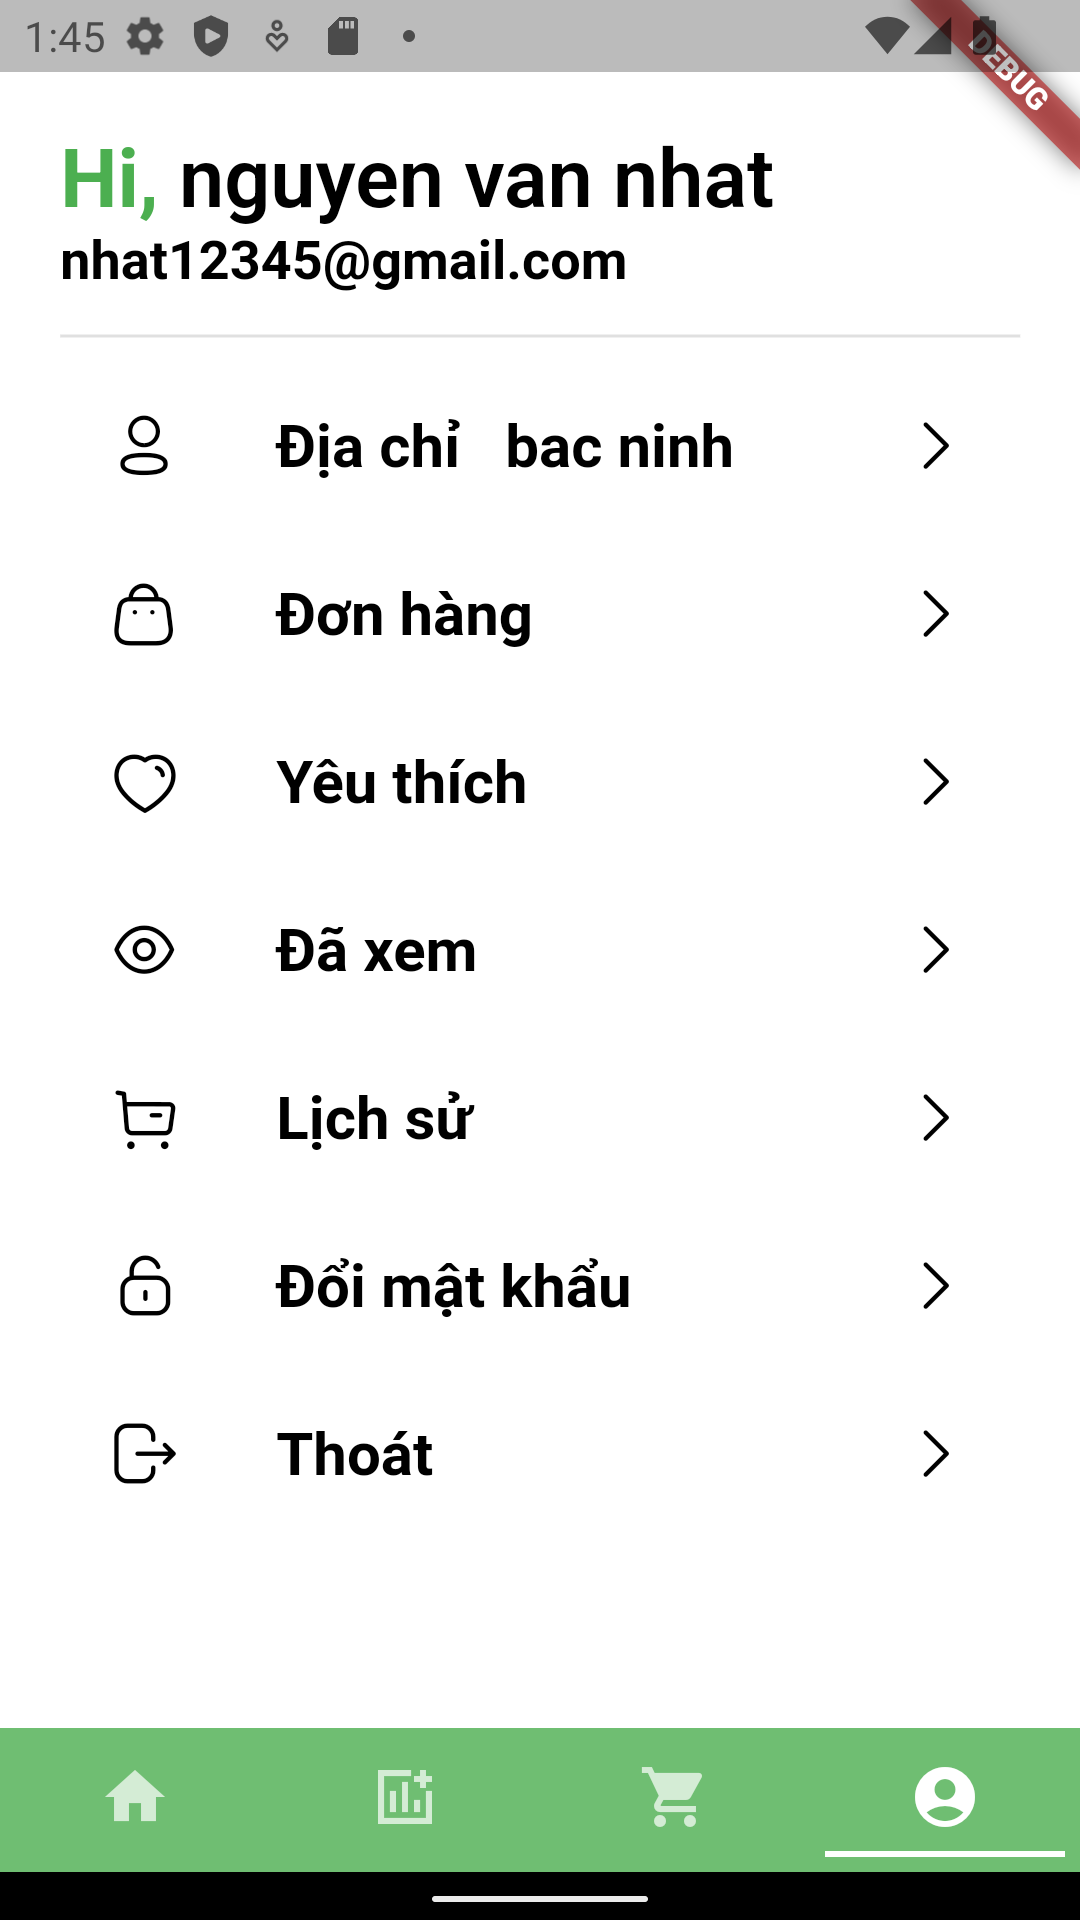 1:45
DEBUG
Hi, nguyen van nhat
nhat12345@gmail.com
Địa chỉ bac ninh
Đơn hàng
Yêu thích
Đã xem
Lịch sử
Đổi mật khẩu
Thoát